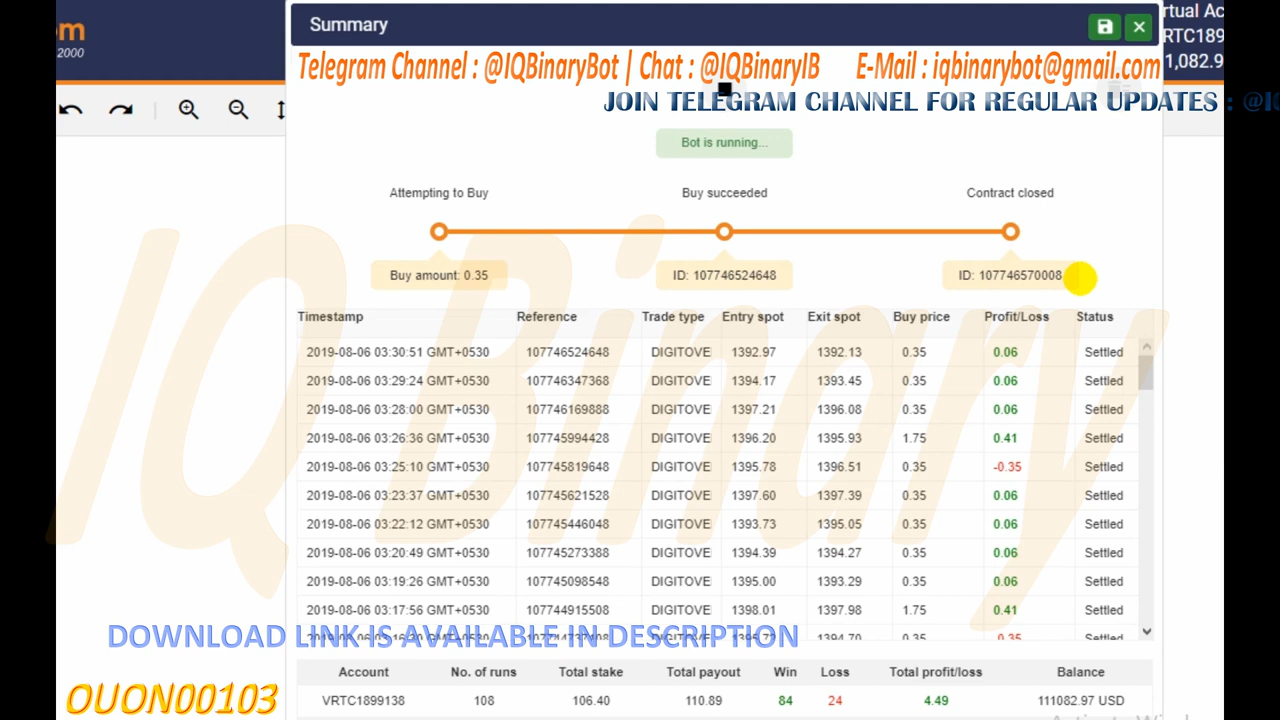 om
2000
Summary
rtual Ac
RTC189
1,082.9
Telegram Channel : @IQBinaryBot | Chat : @IQBinaryIB E-Mail : iqbinarybot@gmail.com
JOIN TELEGRAM CHANNEL FOR REGULAR UPDATES : @I
Bot is running...
Attempting to Buy Buy succeeded Contract closed
Buy amount: 0.35 ID: 107746524648 ID: 107746570008
Timestamp Reference Trade type Entry spot Exit spot Buy price Profit/Loss Status
2019-08-06 03:30:51 GMT+0530 107746524648 DIGITOVE 1392.97 1392.13 0.35 0.06 Settled
2019-08-06 03:29:24 GMT+0530 107746347368 DIGITOVE 1394.17 1393.45 0.35 0.06 Settled
2019-08-06 03:28:00 GMT+0530 107746169888 DIGITOVE 1397.21 1396.08 0.35 0.06 Settled
2019-08-06 03:26:36 GMT+0530 107745994428 DIGITOVE 1396.20 1395.93 1.75 0.41 Settled
2019-08-06 03:25:10 GMT+0530 107745819648 DIGITOVE 1395.78 1396.51 0.35 -0.35 Settled
2019-08-06 03:23:37 GMT+0530 107745621528 DIGITOVE 1397.60 1397.39 0.35 0.06 Settled
2019-08-06 03:22:12 GMT+0530 107745446048 DIGITOVE 1393.73 1395.05 0.35 0.06 Settled
2019-08-06 03:20:49 GMT+0530 107745273388 DIGITOVE 1394.39 1394.27 0.35 0.06 Settled
2019-08-06 03:19:26 GMT+0530 107745098548 DIGITOVE 1395.00 1393.29 0.35 0.06 Settled
2019-08-06 03:17:56 GMT+0530 107744915508 DIGITOVE 1398.01 1397.98 1.75 0.41 Settled
IQ Binary
DOWNLOAD LINK IS AVAILABLE IN DESCRIPTION
Account No. of runs Total stake Total payout Win Loss Total profit/loss Balance
VRTC1899138 108 106.40 110.89 84 24 4.49 111082.97 USD
OUON00103